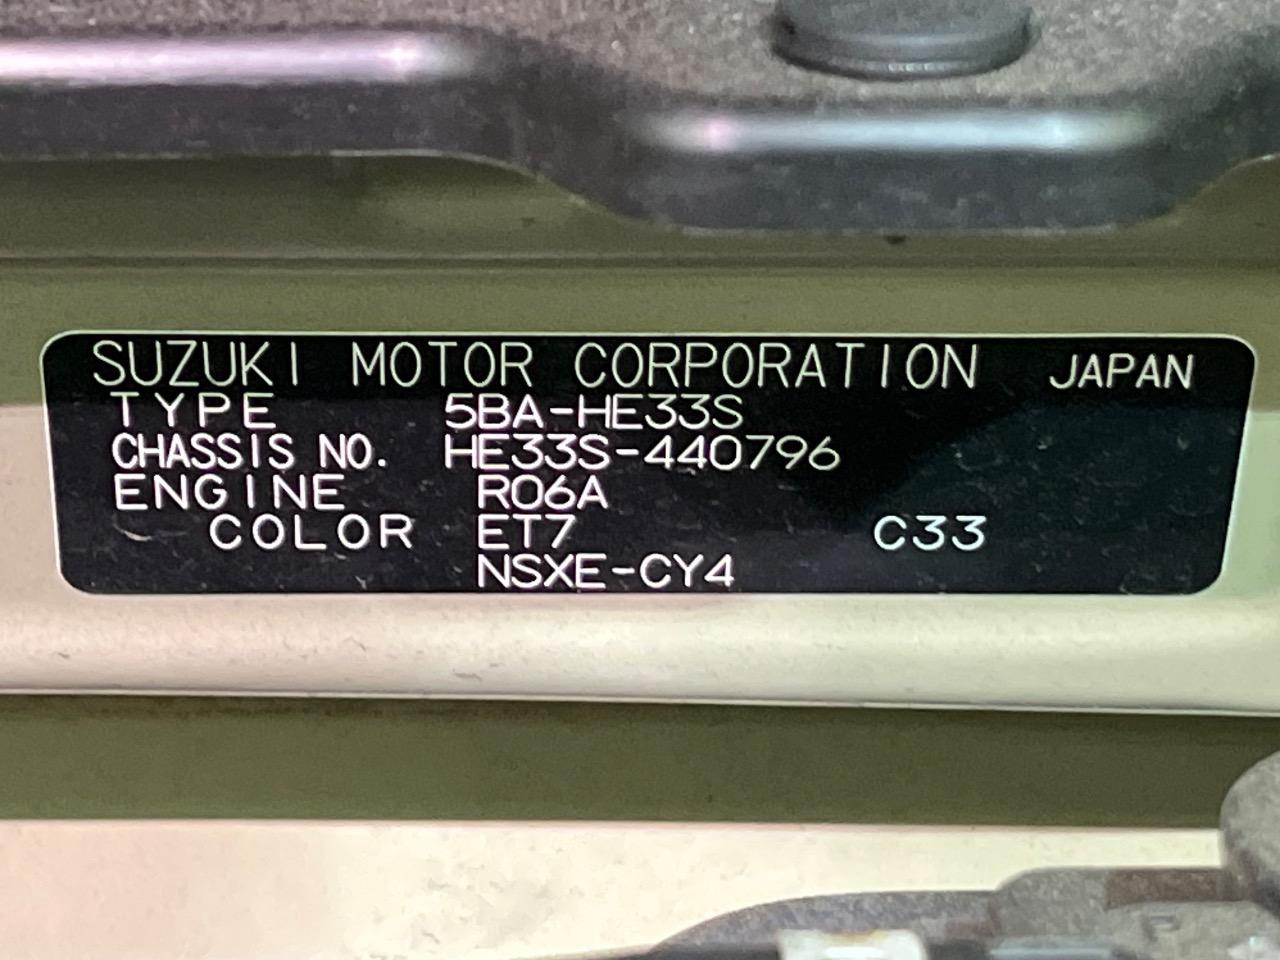 SUZUKI MOTOR CORPORATION JAPAN
TYPE 5BA-HE33S
CHASSIS NO. HE33S-440796
ENGINE R06A
COLOR ET7 C33
NSXE-CY4